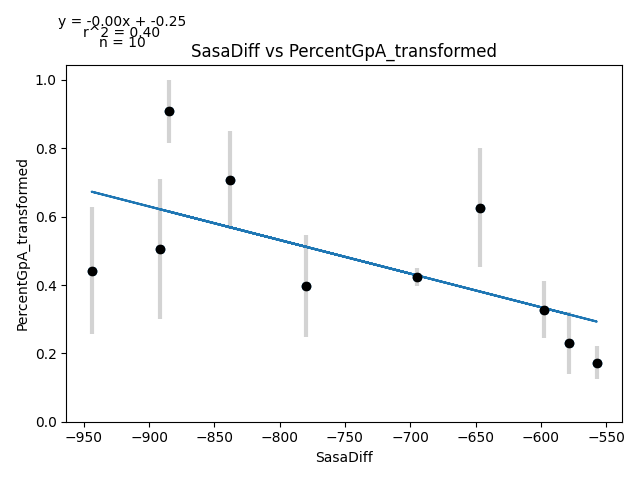 y = -0.00x + -0.25
r^2 = 0.40
n = 10
SasaDiff vs PercentGpA_transformed
PercentGpA_transformed
1.0
0.8
0.6
0.4
0.2
0.0
−950
−900
−850
−800
−750
−700
−650
−600
−550
SasaDiff